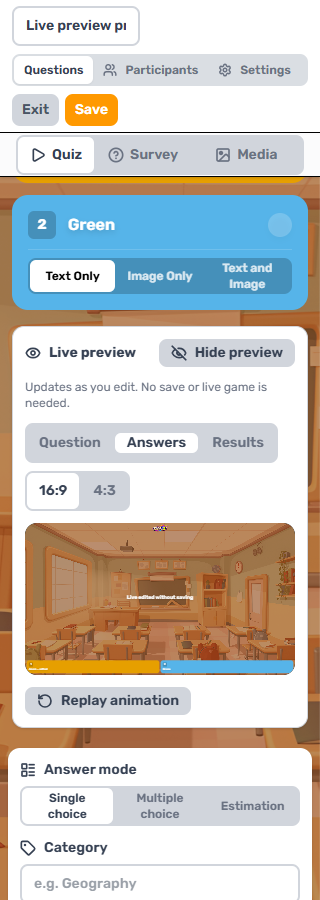 Live preview
Questions
Participants
Settings
Exit
Save
Quiz
Survey
Media
2
Green
Text Only
Image Only
Text and
Image
Live preview
Hide preview
Updates as you edit. No save or live game is
needed.
Question
Answers
Results
16:9
4:3
Live edited without saving
Replay animation
Answer mode
Single
choice
Multiple
choice
Estimation
Category
e.g. Geography